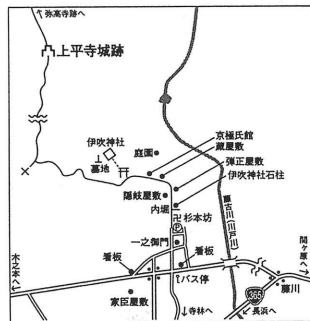 弥高寺跡へ
上平寺城跡
京極氏館
蔵屋敷
弾正屋敷
伊吹神社石柱
庭園
伊吹神社
墓地
隠岐屋敷
内堀
卍杉本坊
P
一之御門
看板
看板
バス停
家臣屋敷
寺林へ
藤古川(川戸川)
関ヶ原へ
木之本へ
藤川
365
長浜へ